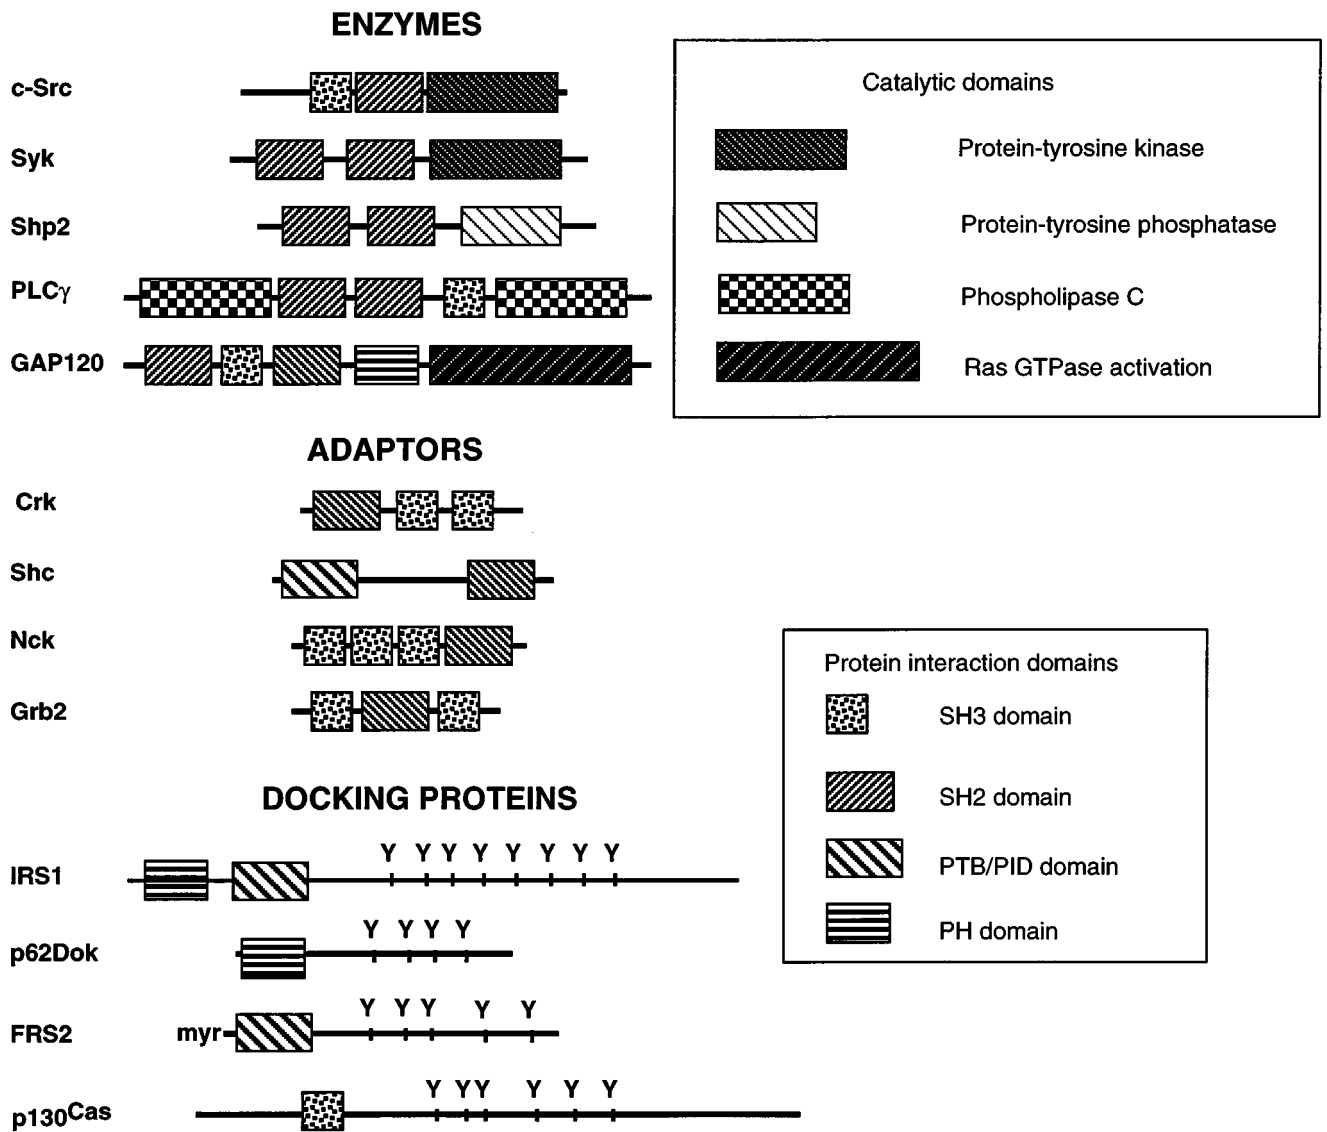 ENZYMES
c-Src
Syk
Shp2
PLCγ
GAP120
Catalytic domains
Protein-tyrosine kinase
Protein-tyrosine phosphatase
Phospholipase C
Ras GTPase activation
ADAPTORS
Crk
Shc
Nck
Grb2
Protein interaction domains
SH3 domain
SH2 domain
PTB/PID domain
PH domain
DOCKING PROTEINS
IRS1 Y Y Y Y Y Y Y Y
p62Dok Y Y Y Y
FRS2 myr Y Y Y Y Y
p130Cas Y Y Y Y Y Y